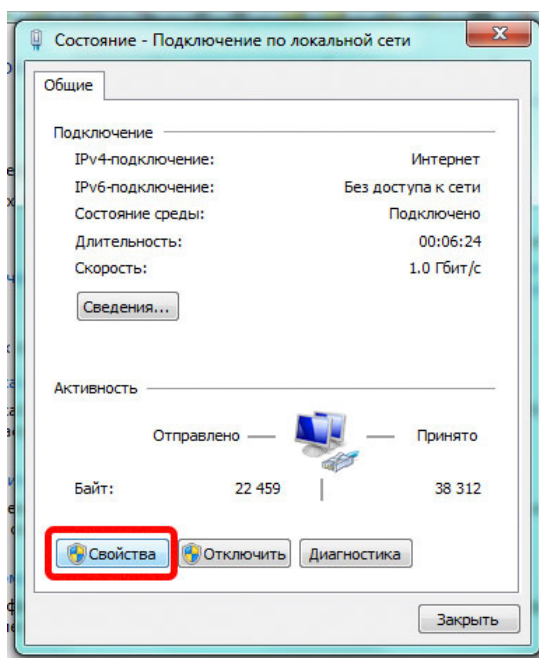 Состояние - Подключение по локальной сети
Общие
Подключение
IPv4-подключение: Интернет
IPv6-подключение: Без доступа к сети
Состояние среды: Подключено
Длительность: 00:06:24
Скорость: 1.0 Гбит/с
Сведения...
Активность
Отправлено — Принято
Байт: 22 459 38 312
Свойства Отключить Диагностика
Закрыть